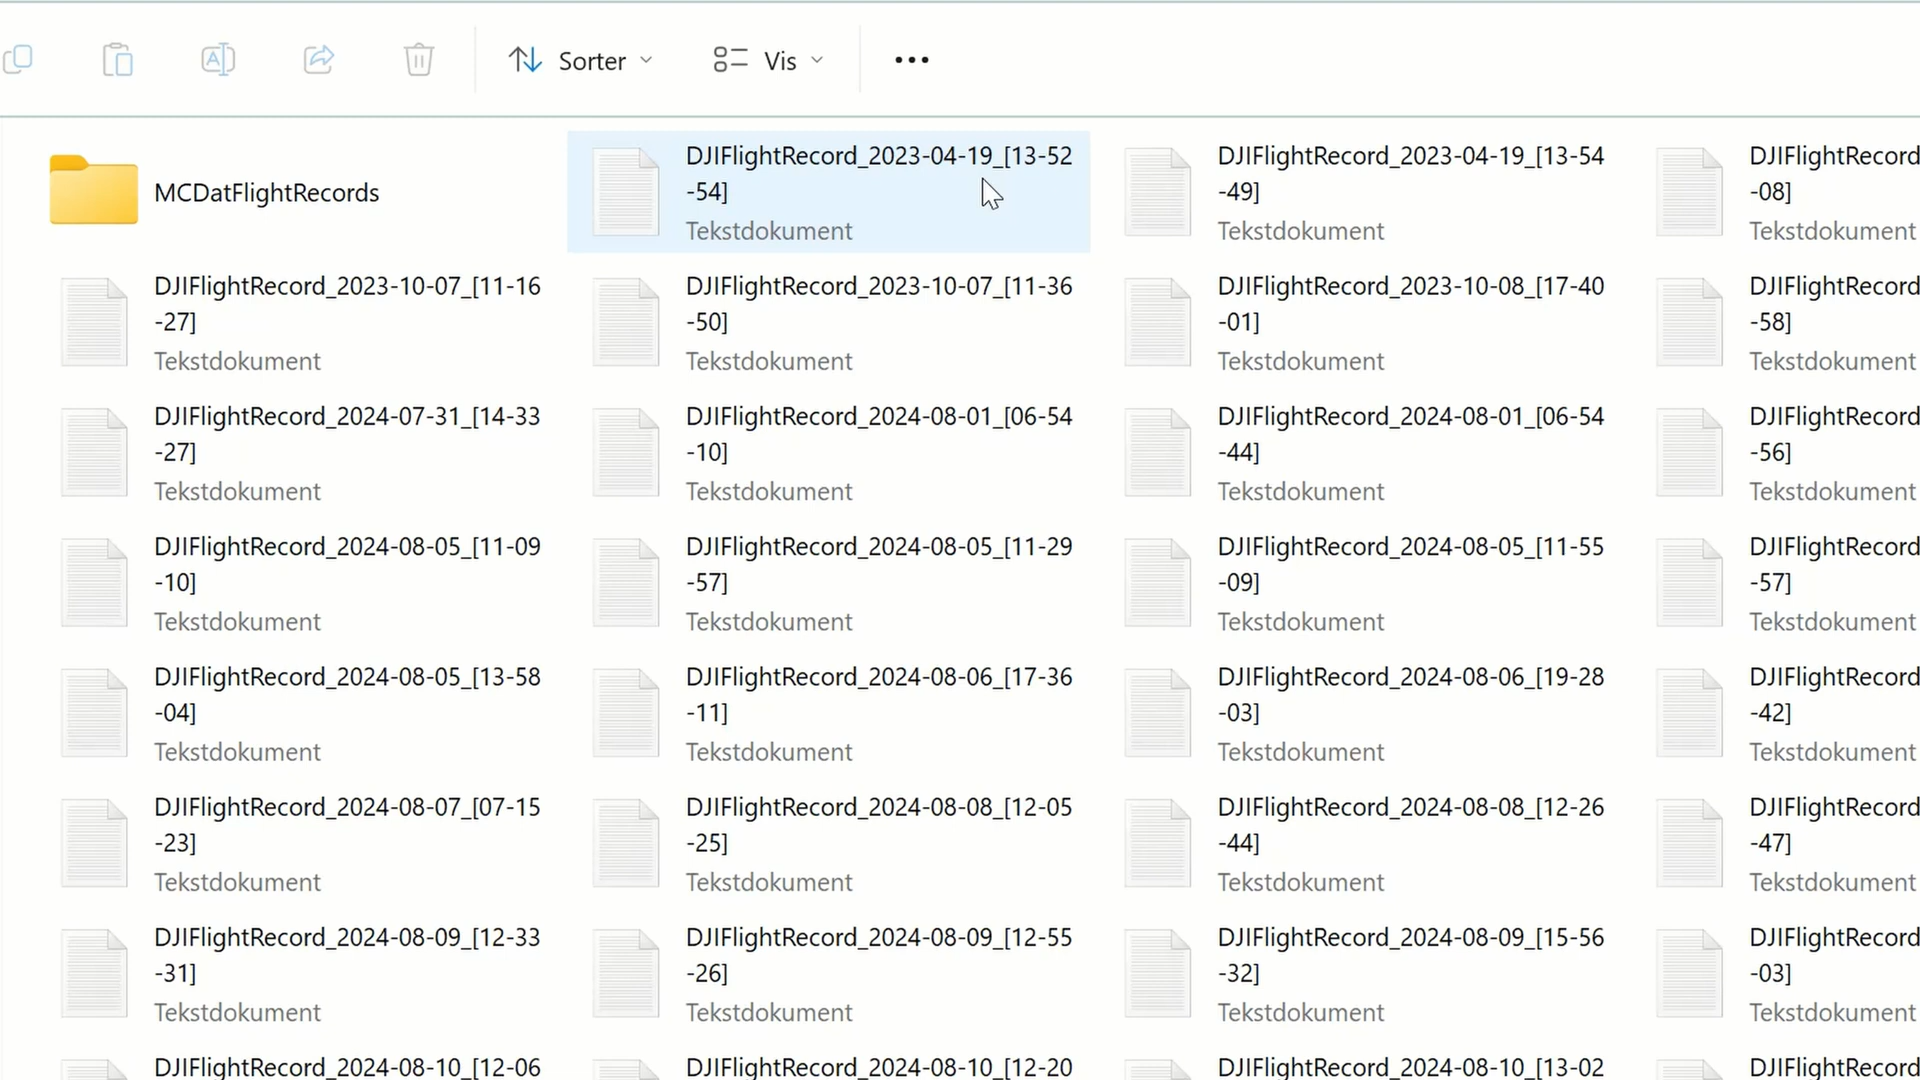 Sorter
Vis
MCDatFlightRecords
DJIFlightRecord_2023-04-19_[13-52
-54]
Tekstdokument
DJIFlightRecord_2023-04-19_[13-54
-49]
Tekstdokument
DJIFlightRecord
-08]
Tekstdokument
DJIFlightRecord_2023-10-07_[11-16
-27]
Tekstdokument
DJIFlightRecord_2023-10-07_[11-36
-50]
Tekstdokument
DJIFlightRecord_2023-10-08_[17-40
-01]
Tekstdokument
DJIFlightRecord
-58]
Tekstdokument
DJIFlightRecord_2024-07-31_[14-33
-27]
Tekstdokument
DJIFlightRecord_2024-08-01_[06-54
-10]
Tekstdokument
DJIFlightRecord_2024-08-01_[06-54
-44]
Tekstdokument
DJIFlightRecord
-56]
Tekstdokument
DJIFlightRecord_2024-08-05_[11-09
-10]
Tekstdokument
DJIFlightRecord_2024-08-05_[11-29
-57]
Tekstdokument
DJIFlightRecord_2024-08-05_[11-55
-09]
Tekstdokument
DJIFlightRecord
-57]
Tekstdokument
DJIFlightRecord_2024-08-05_[13-58
-04]
Tekstdokument
DJIFlightRecord_2024-08-06_[17-36
-11]
Tekstdokument
DJIFlightRecord_2024-08-06_[19-28
-03]
Tekstdokument
DJIFlightRecord
-42]
Tekstdokument
DJIFlightRecord_2024-08-07_[07-15
-23]
Tekstdokument
DJIFlightRecord_2024-08-08_[12-05
-25]
Tekstdokument
DJIFlightRecord_2024-08-08_[12-26
-44]
Tekstdokument
DJIFlightRecord
-47]
Tekstdokument
DJIFlightRecord_2024-08-09_[12-33
-31]
Tekstdokument
DJIFlightRecord_2024-08-09_[12-55
-26]
Tekstdokument
DJIFlightRecord_2024-08-09_[15-56
-32]
Tekstdokument
DJIFlightRecord
-03]
Tekstdokument
DJIFlightRecord_2024-08-10_[12-06
DJIFlightRecord_2024-08-10_[12-20
DJIFlightRecord_2024-08-10_[13-02
DJIFlightRecord